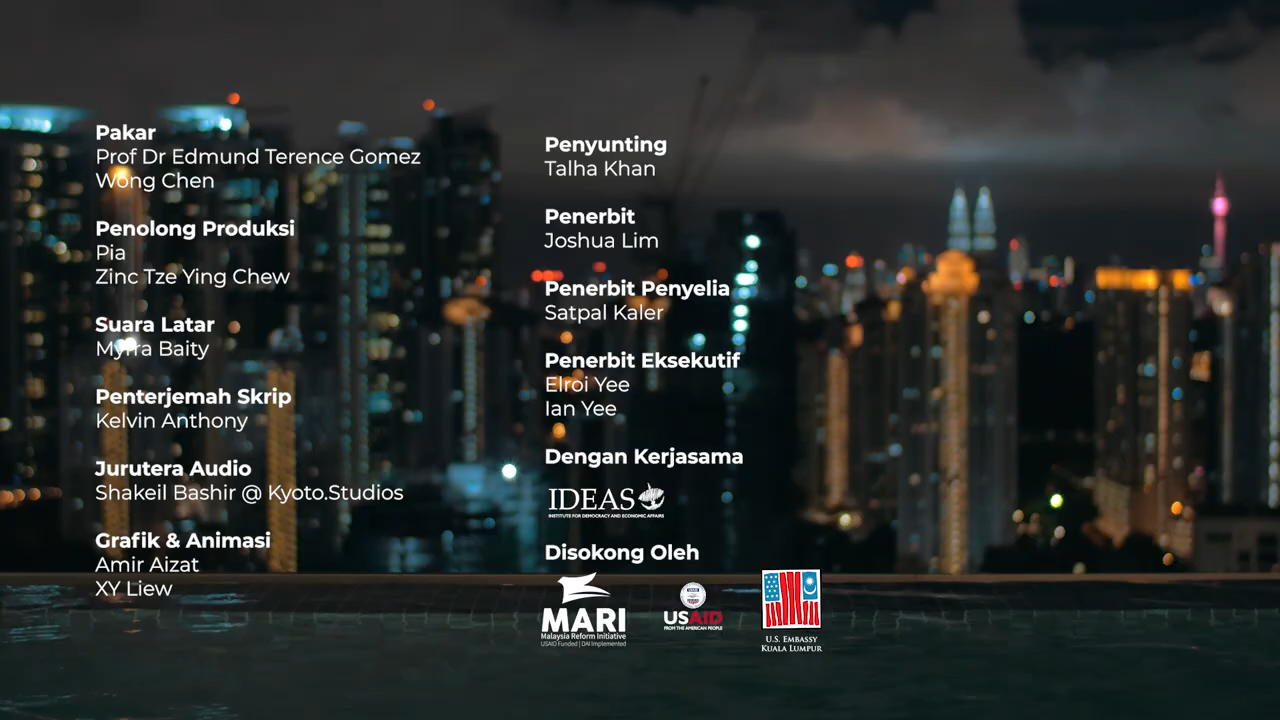 Pakar
Prof Dr Edmund Terence Gomez
Wong Chen
Penolong Produksi
Pia
Zinc Tze Ying Chew
Suara Latar
Myrra Baity
Penterjemah Skrip
Kelvin Anthony
Jurutera Audio
Shakeil Bashir @ Kyoto.Studios
Grafik & Animasi
Amir Aizat
XY Liew
Penyunting
Talha Khan
Penerbit
Joshua Lim
Penerbit Penyelia
Satpal Kaler
Penerbit Eksekutif
Elroi Yee
Ian Yee
Dengan Kerjasama
IDEAS
INSTITUTE FOR DEMOCRACY AND ECONOMIC AFFAIRS
Disokong Oleh
MARI
Malaysia Reform Initiative
USAID Funded | DAI Implemented
USAID
FROM THE AMERICAN PEOPLE
U.S. EMBASSY
KUALA LUMPUR